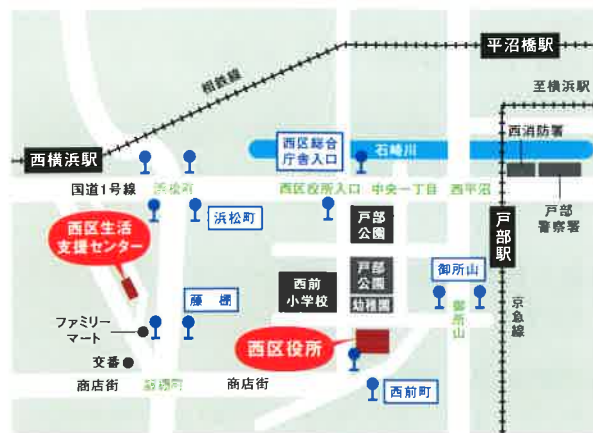 平沼橋駅
至横浜駅
相鉄線
西消防署
西区総合
庁舎入口
石崎川
西横浜駅
国道1号線
浜松町
西区役所入口
中央一丁目
西平沼
戸部
警察署
浜松町
戸部
公園
戸部駅
西区生活
支援センター
戸部
公園
御所山
西前
小学校
幼稚園
藤棚
御所山
京急線
ファミリー
マート
西区役所
交番
商店街
藤棚町
商店街
西前町